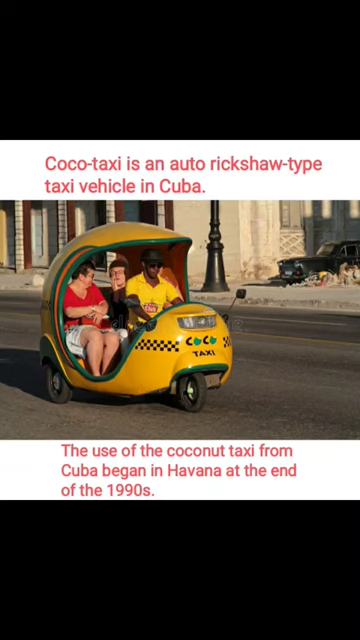 Coco-taxi is an auto rickshaw-type
taxi vehicle in Cuba.
COCO
TAXI
The use of the coconut taxi from
Cuba began in Havana at the end
of the 1990s.